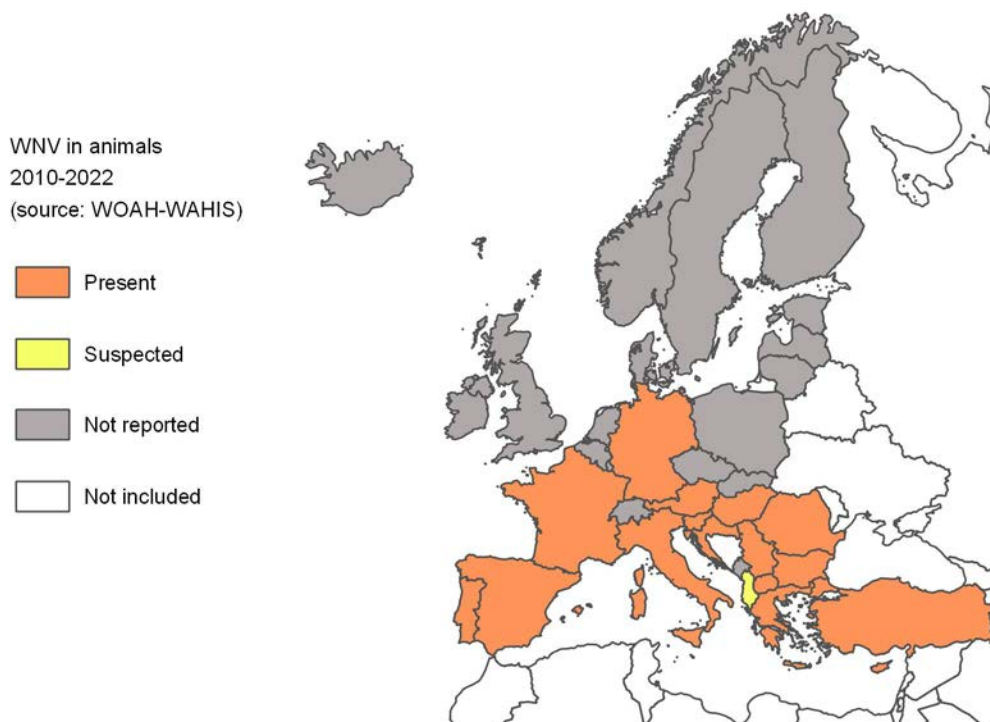 WNV in animals
2010-2022
(source: WOAH-WAHIS)
Present
Suspected
Not reported
Not included